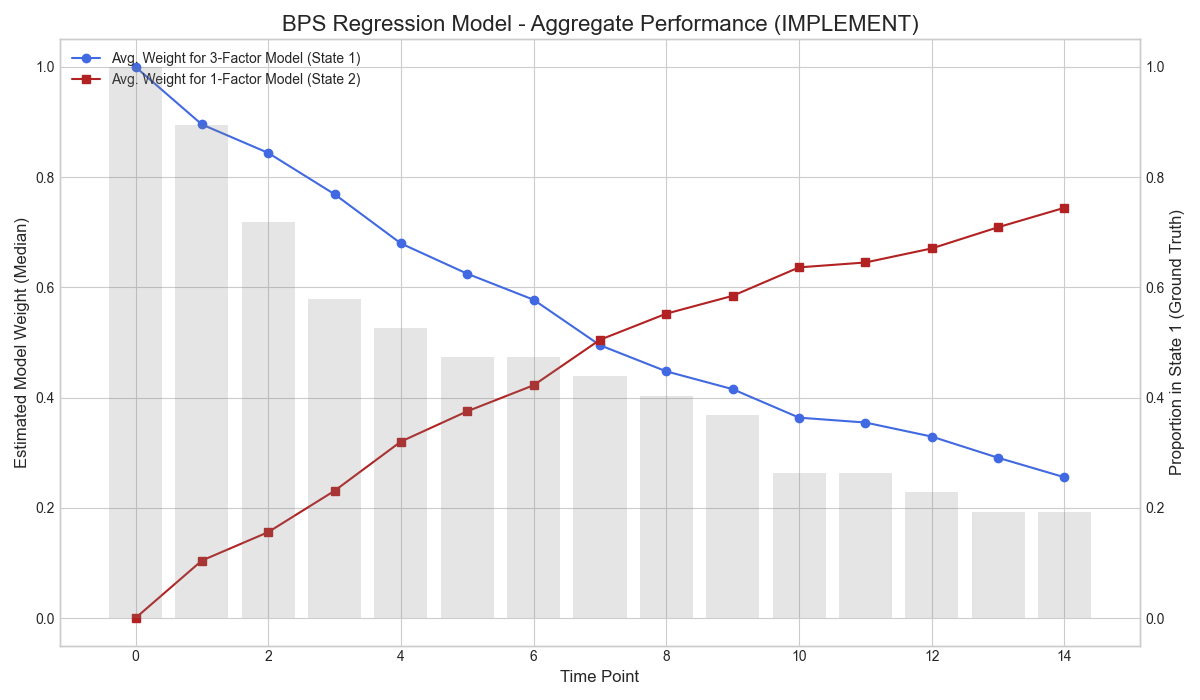 BPS Regression Model - Aggregate Performance (IMPLEMENT)
Avg. Weight for 3-Factor Model (State 1)
Avg. Weight for 1-Factor Model (State 2)
Estimated Model Weight (Median)
1.0
0.8
0.6
0.4
0.2
0.0
1.0
0.8
0.6
0.4
0.2
0.0
Proportion in State 1 (Ground Truth)
0 2 4 6 8 10 12 14
Time Point